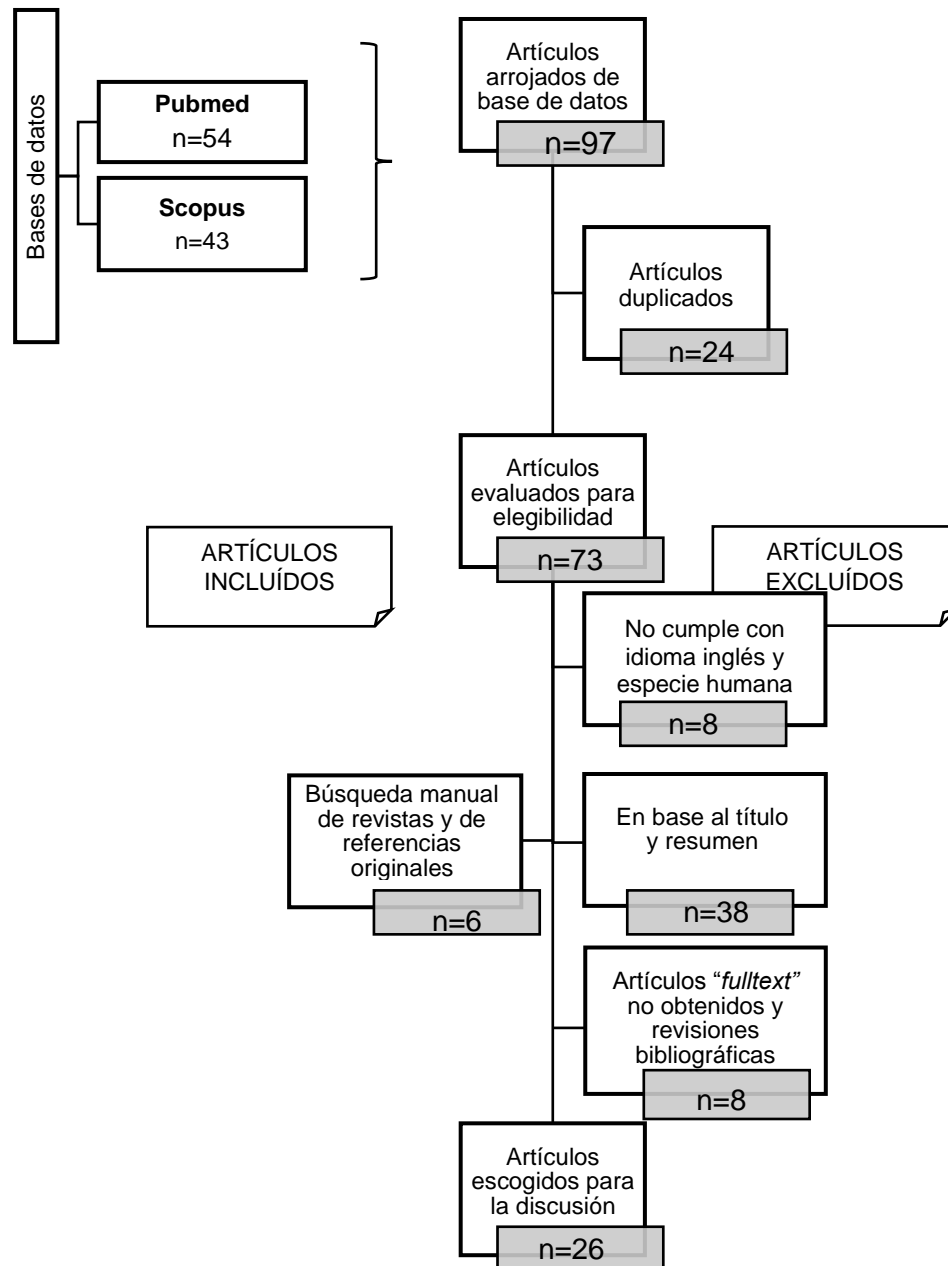 Bases de datos
Pubmed
n=54
Scopus
n=43
Artículos
arrojados de
base de datos
n=97
Artículos
duplicados
n=24
Artículos
evaluados para
elegibilidad
n=73
ARTÍCULOS
INCLUÍDOS
ARTÍCULOS
EXCLUÍDOS
No cumple con
idioma inglés y
especie humana
n=8
Búsqueda manual
de revistas y de
referencias
originales
n=6
En base al título
y resumen
n=38
Artículos “fulltext”
no obtenidos y
revisiones
bibliográficas
n=8
Artículos
escogidos para
la discusión
n=26